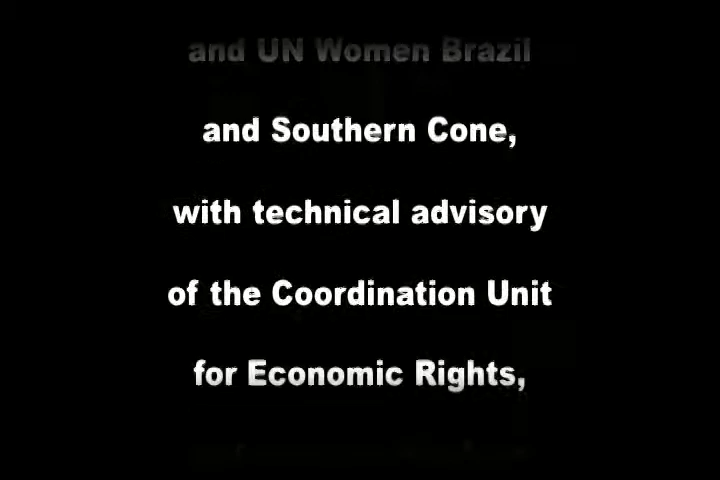 and UN Women Brazil
and Southern Cone,
with technical advisory
of the Coordination Unit
for Economic Rights,